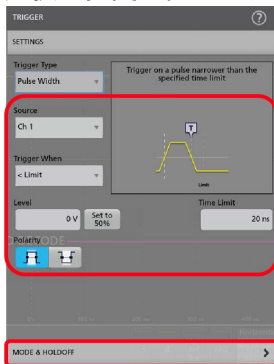 TRIGGER
?
SETTINGS
Trigger Type
Pulse Width
Trigger on a pulse narrower than the
specified time limit
Source
Ch 1
T
Trigger When
< Limit
Limit
Level
Time Limit
0 V
Set to
50%
20 ns
Polarity
MODE & HOLDOFF